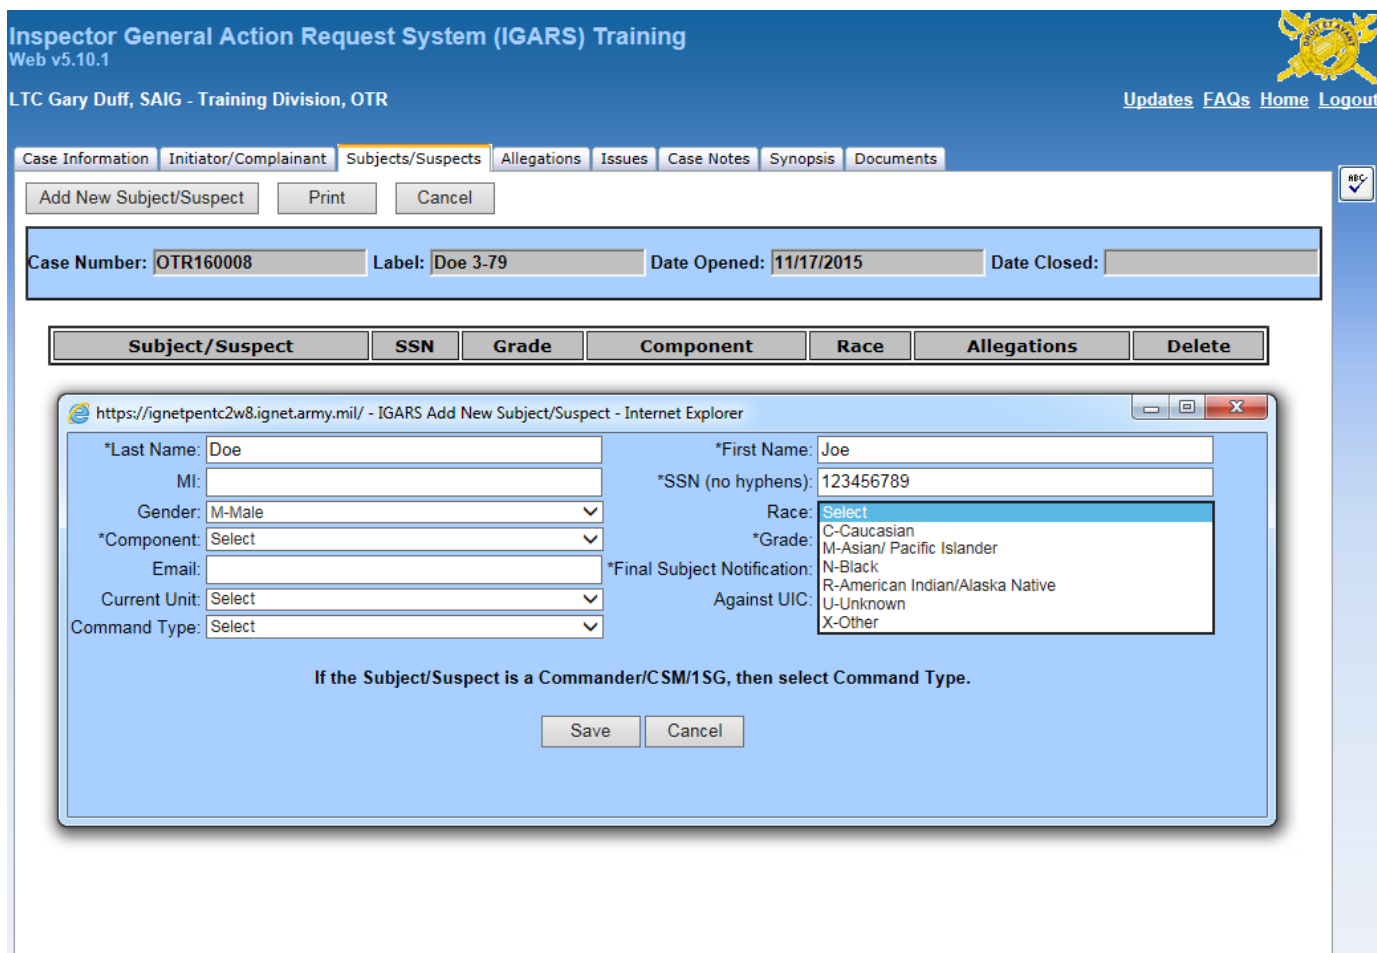 Inspector General Action Request System (IGARS) Training
Web v5.10.1
LTC Gary Duff, SAIG - Training Division, OTR
Updates FAQs Home Logout
Case Information Initiator/Complainant Subjects/Suspects Allegations Issues Case Notes Synopsis Documents
ABC
Add New Subject/Suspect Print Cancel
Case Number: OTR160008 Label: Doe 3-79 Date Opened: 11/17/2015 Date Closed:
Subject/Suspect SSN Grade Component Race Allegations Delete
https://ignetpentc2w8.ignet.army.mil/ - IGARS Add New Subject/Suspect - Internet Explorer
*Last Name: Doe *First Name: Joe
MI: *SSN (no hyphens): 123456789
Gender: M-Male Race: Select
C-Caucasian
*Component: Select *Grade:
M-Asian/ Pacific Islander
Email: *Final Subject Notification: N-Black
R-American Indian/Alaska Native
Current Unit: Select Against UIC: U-Unknown
Command Type: Select X-Other
If the Subject/Suspect is a Commander/CSM/1SG, then select Command Type.
Save Cancel